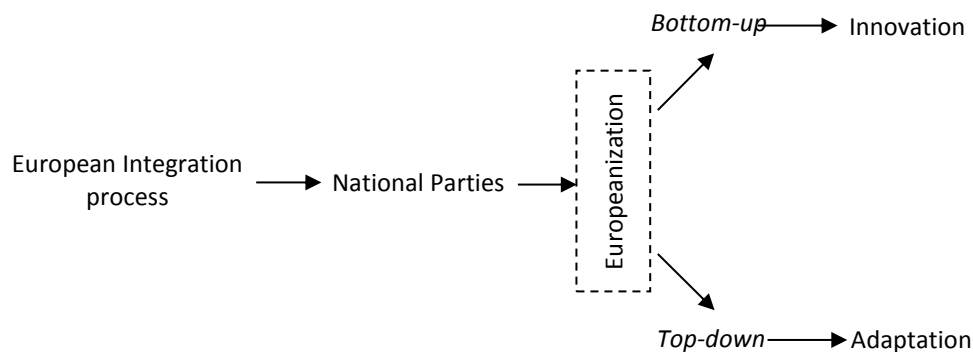 Bottom-up
Innovation
European Integration
process
National Parties
Europeanization
Top-down
Adaptation